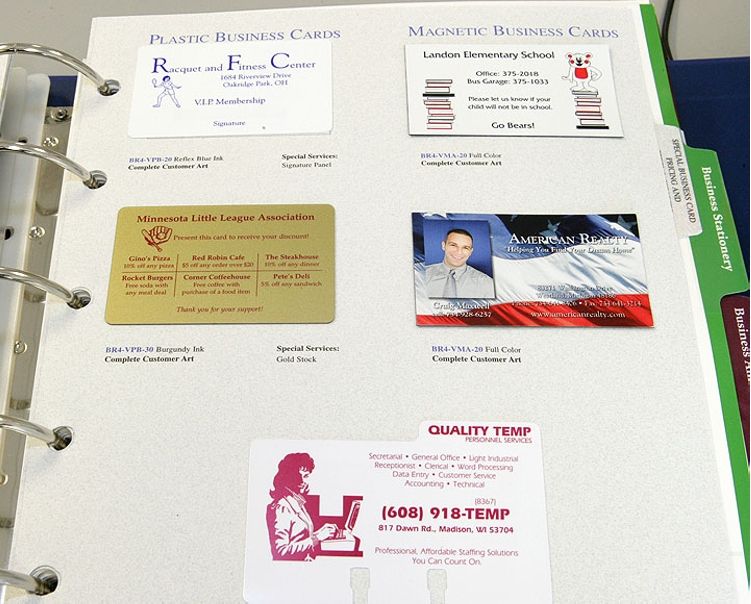 PLASTIC BUSINESS CARDS
RACQUET AND FITNESS CENTER
1684 Riverview Drive
Oakridge Park, OH
V.I.P. Membership
Signature
BR4-VPB-20 Reflex Blue Ink
Complete Customer Art
Special Services:
Signature Panel
Minnesota Little League Association
Present this card to receive your discount!
Gino's Pizza
10% off any pizza
Red Robin Cafe
$5 off any order over $20
The Steakhouse
10% off any dinner
Rocket Burgers
Free soda with
any meal deal
Corner Coffeehouse
Free coffee with
purchase of a food item
Pete's Deli
5% off any sandwich
Thank you for your support!
BR4-VPB-30 Burgundy Ink
Complete Customer Art
Special Services:
Gold Stock
MAGNETIC BUSINESS CARDS
Landon Elementary School
Office: 375-2018
Bus Garage: 375-1033
Please let us know if your
child will not be in school.
Go Bears!
BR4-VMA-20 Full Color
Complete Customer Art
AMERICAN REALTY
"Helping You Find Your Dream Home"
Craig Maxwell
www.americanrealty.com
BR4-VMA-20 Full Color
Complete Customer Art
QUALITY TEMP
PERSONNEL SERVICES
Secretarial • General Office • Light Industrial
Receptionist • Clerical • Word Processing
Data Entry • Customer Service
Accounting • Technical
(8367)
(608) 918-TEMP
817 Dawn Rd., Madison, WI 53704
Professional, Affordable Staffing Solutions
You Can Count On.
SPECIAL BUSINESS CARD
PRICING AND
Business Stationery
Business